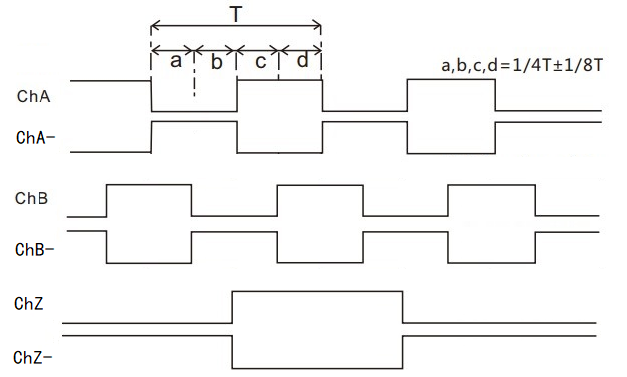 T
a b c d
a,b,c,d=1/4T±1/8T
ChA
ChA-
ChB
ChB-
ChZ
ChZ-